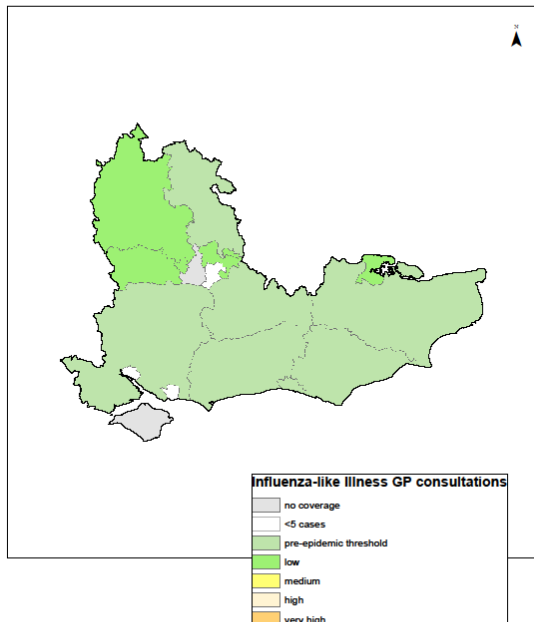 N
Influenza-like Illness GP consultations
no coverage
<5 cases
pre-epidemic threshold
low
medium
high
very high